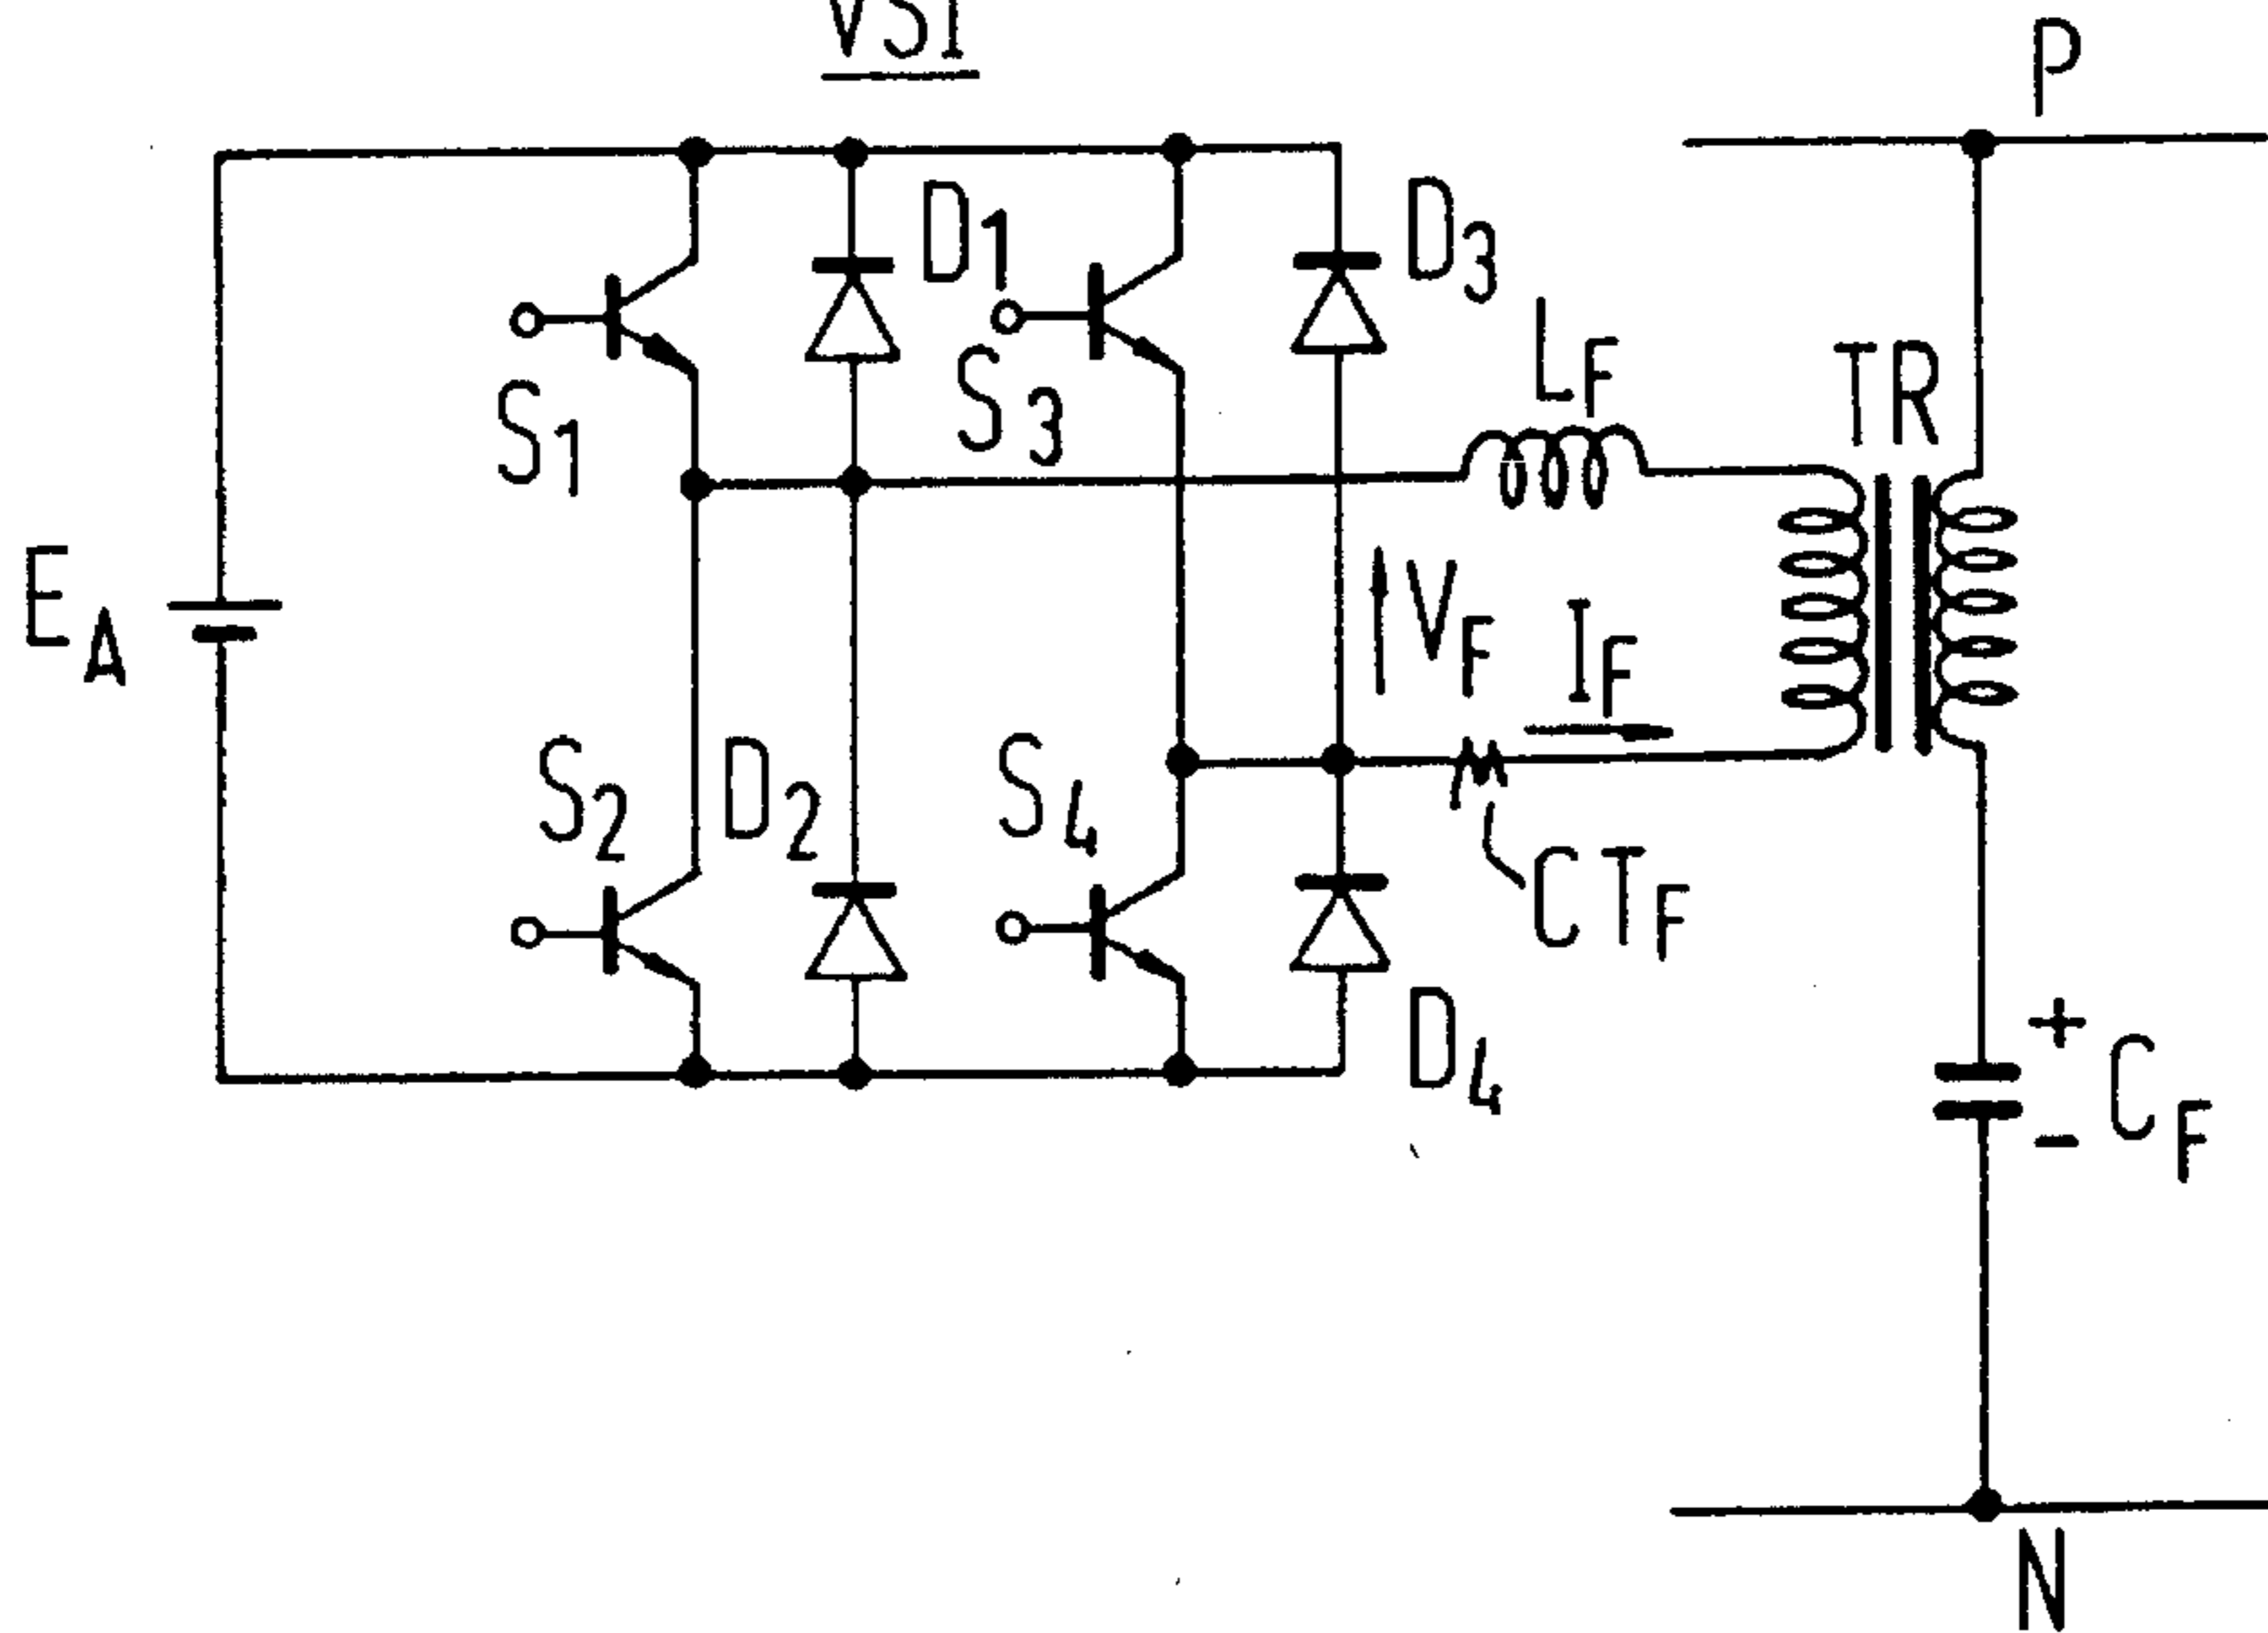 VSI
P
D1
D3
S1
S3
LF
TR
EA
VF
IF
S2
D2
S4
CTF
D4
+
CF
-
N